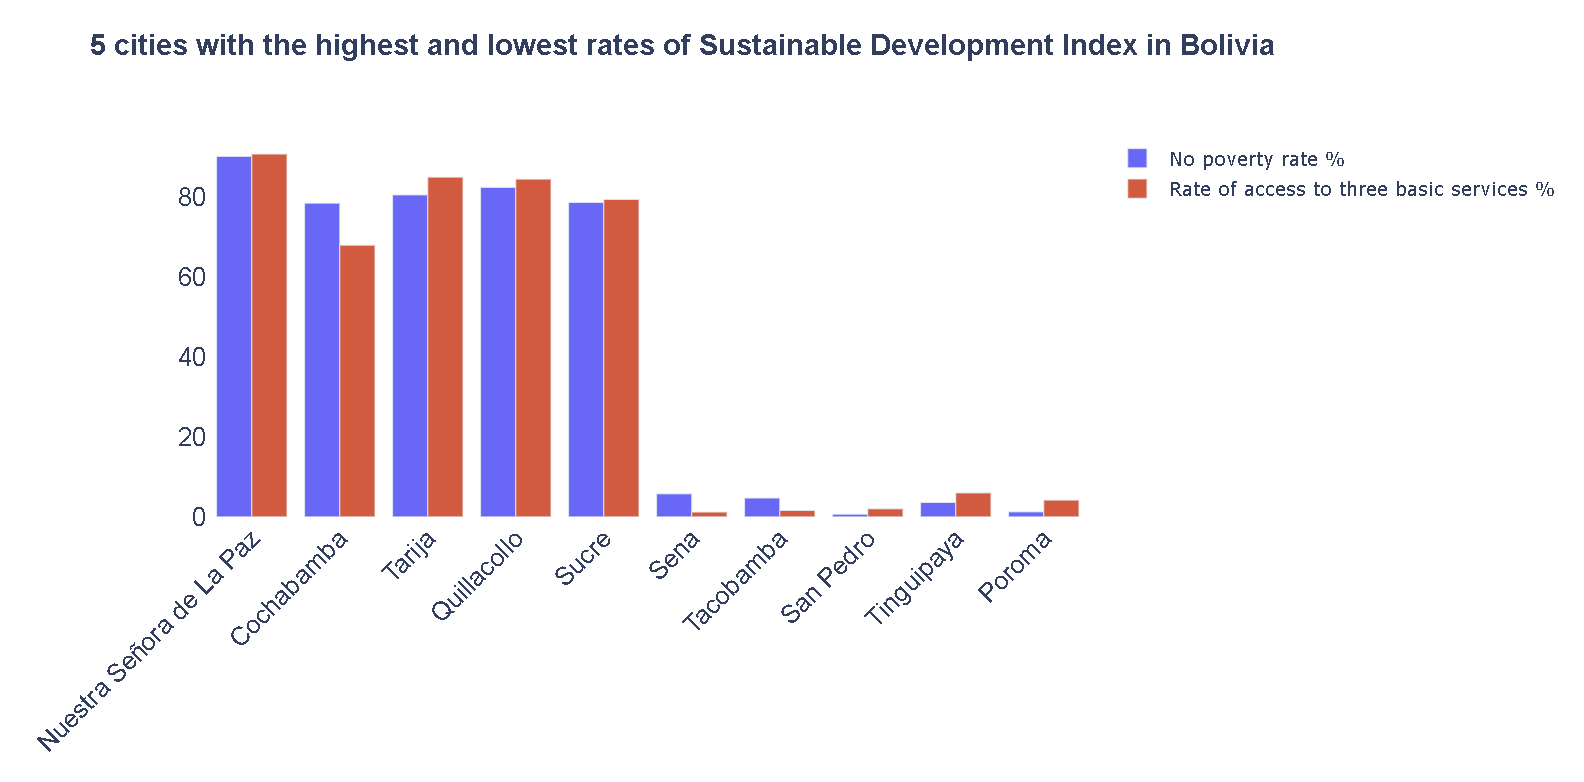 5 cities with the highest and lowest rates of Sustainable Development Index in Bolivia
No poverty rate %
Rate of access to three basic services %
80
60
40
20
0
Nuestra Señora de La Paz
Cochabamba
Tarija
Quillacollo
Sucre
Sena
Tacobamba
San Pedro
Tinguipaya
Poroma